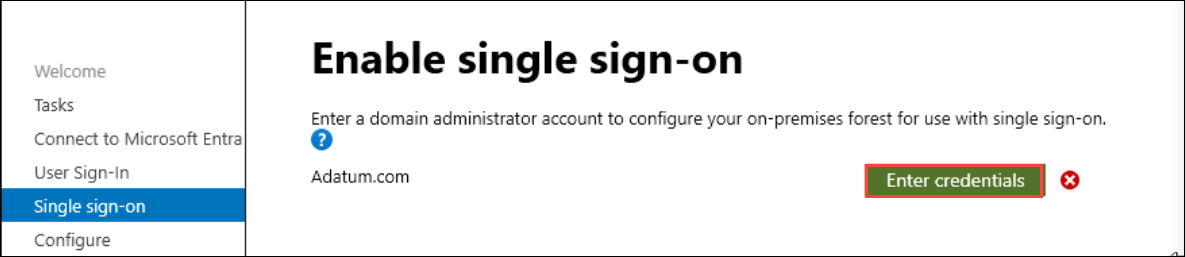 Enable single sign-on
Welcome
Tasks
Connect to Microsoft Entra
User Sign-In
Single sign-on
Configure
Enter a domain administrator account to configure your on-premises forest for use with single sign-on.
?
Adatum.com
Enter credentials